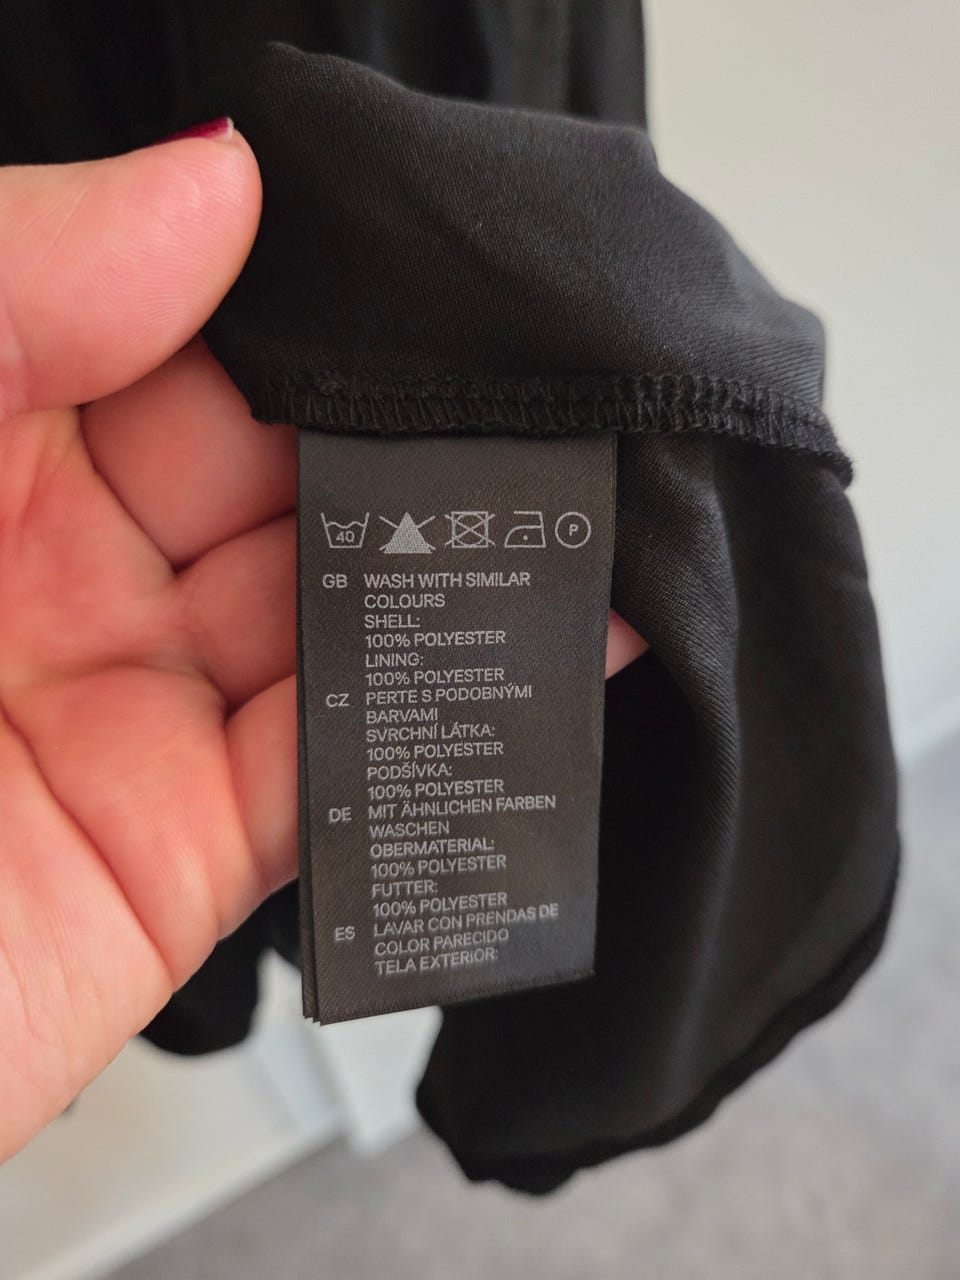 40 P
GB WASH WITH SIMILAR
COLOURS
SHELL:
100% POLYESTER
LINING:
100% POLYESTER
CZ PERTE S PODOBNÝMI
BARVAMI
SVRCHNÍ LÁTKA:
100% POLYESTER
PODŠÍVKA:
100% POLYESTER
DE MIT ÄHNLICHEN FARBEN
WASCHEN
OBERMATERIAL:
100% POLYESTER
FUTTER:
100% POLYESTER
ES LAVAR CON PRENDAS DE
COLOR PARECIDO
TELA EXTERIOR: